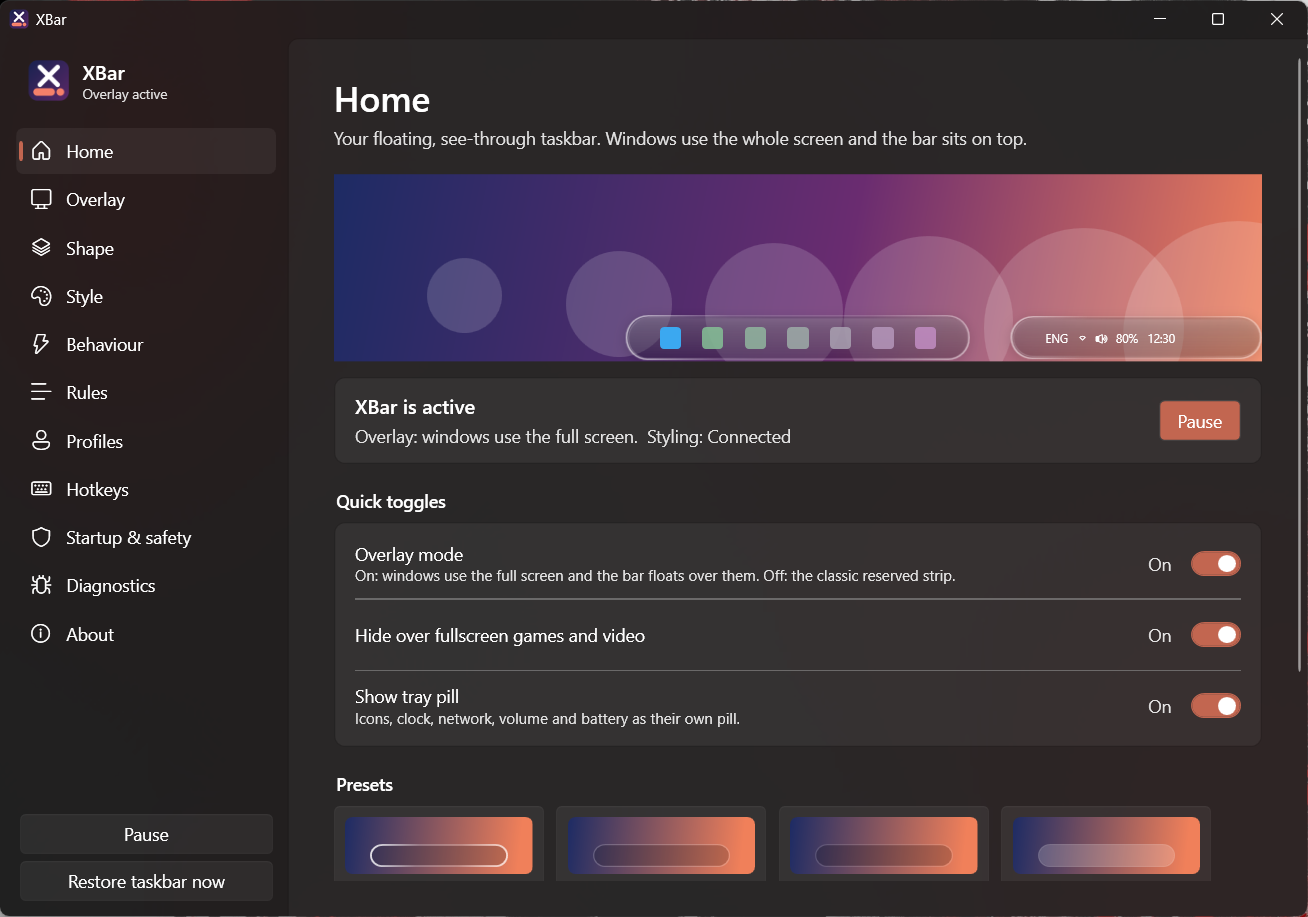 XBar
XBar
Overlay active
Home
Overlay
Shape
Style
Behaviour
Rules
Profiles
Hotkeys
Startup & safety
Diagnostics
About
Pause
Restore taskbar now
Home
Your floating, see-through taskbar. Windows use the whole screen and the bar sits on top.
ENG 80% 12:30
XBar is active
Overlay: windows use the full screen. Styling: Connected
Pause
Quick toggles
Overlay mode
On: windows use the full screen and the bar floats over them. Off: the classic reserved strip.
On
Hide over fullscreen games and video
On
Show tray pill
Icons, clock, network, volume and battery as their own pill.
On
Presets